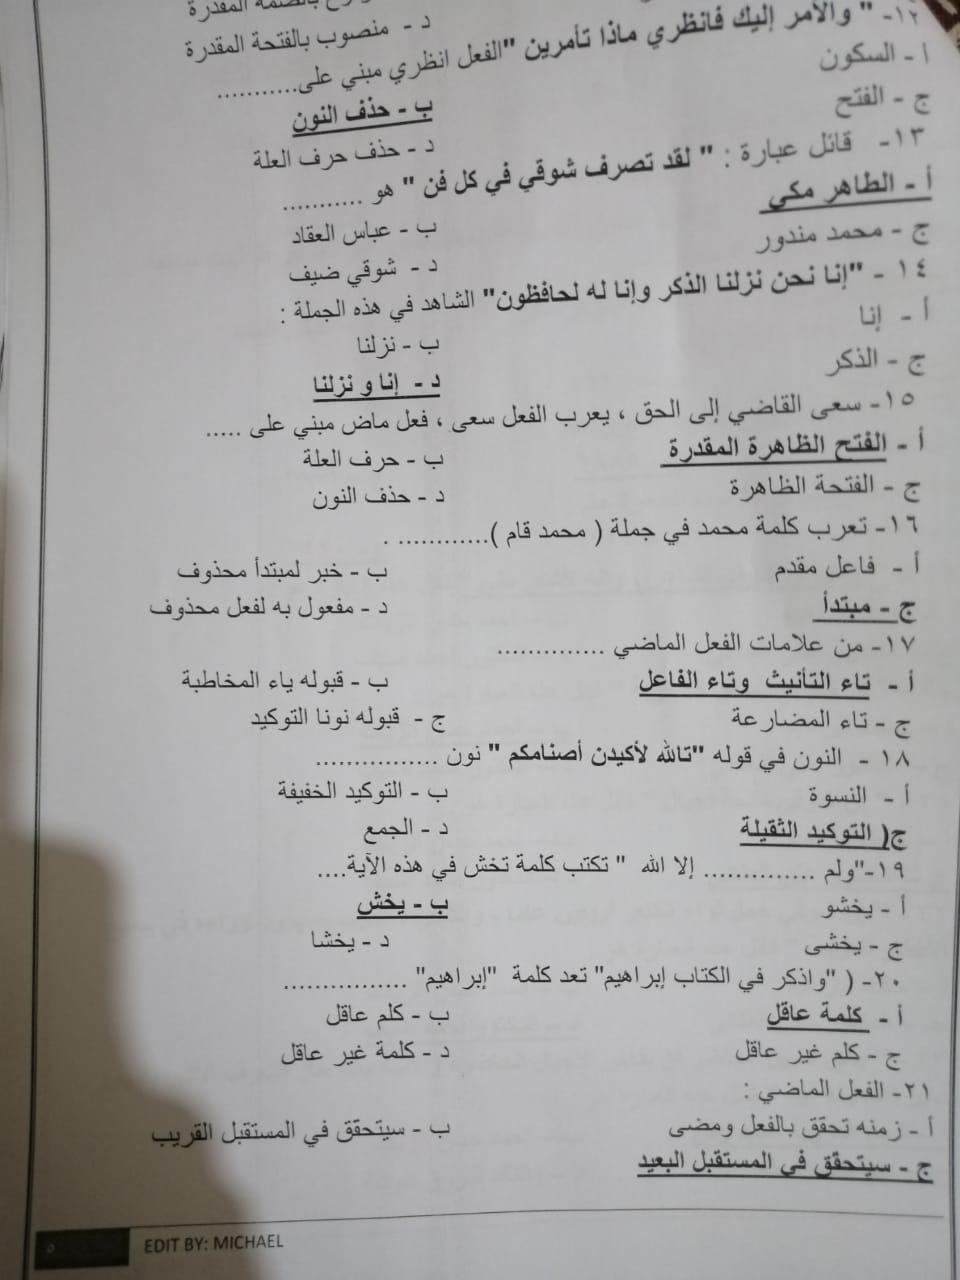 بالضمة المقدرة
د - منصوب بالفتحة المقدرة
١٢- " والأمر إليك فانظري ماذا تأمرين "الفعل انظري مبني على...........
أ - السكون
ب - حذف النون
ج - الفتح
د - حذف حرف العلة
١٣- قائل عبارة : " لقد تصرف شوقي في كل فن " هو ...........
أ - الطاهر مكي
ب - عباس العقاد
ج - محمد مندور
د - شوقي ضيف
١٤ - "إنا نحن نزلنا الذكر وإنا له لحافظون" الشاهد في هذه الجملة :
أ - إنا
ب - نزلنا
ج - الذكر
د - إنا و نزلنا
١٥- سعى القاضي إلى الحق ، يعرب الفعل سعى ، فعل ماض مبني على .....
أ - الفتح الظاهرة المقدرة
ب - حرف العلة
ج - الفتحة الظاهرة
د - حذف النون
١٦- تعرب كلمة محمد في جملة ( محمد قام )............ .
أ - فاعل مقدم
ب - خبر لمبتدأ محذوف
ج - مبتدأ
د - مفعول به لفعل محذوف
١٧- من علامات الفعل الماضي .............
أ - تاء التأنيث وتاء الفاعل
ب - قبوله ياء المخاطبة
ج - تاء المضارعة
ج - قبوله نونا التوكيد
١٨ - النون في قوله "تالله لأكيدن أصنامكم " نون ...............
أ - النسوة
ب - التوكيد الخفيفة
ج( التوكيد الثقيلة
د - الجمع
١٩-"ولم .............. إلا الله " تكتب كلمة تخش في هذه الآية....
أ - يخشو
ب - يخش
ج - يخشى
د - يخشا
٢٠- ( "واذكر في الكتاب إبراهيم" تعد كلمة "إبراهيم" ...............
أ - كلمة عاقل
ب - كلم عاقل
ج - كلم غير عاقل
د - كلمة غير عاقل
٢١- الفعل الماضي :
أ - زمنه تحقق بالفعل ومضى
ب - سيتحقق في المستقبل القريب
ج - سيتحقق في المستقبل البعيد
EDIT BY: MICHAEL
٥